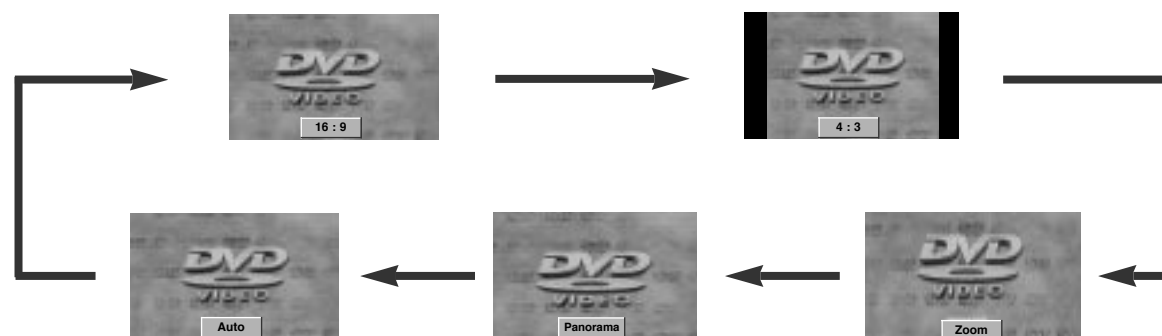 DVD
VIDEO
16 : 9
DVD
VIDEO
4 : 3
DVD
VIDEO
Auto
DVD
VIDEO
Panorama
DVD
VIDEO
Zoom